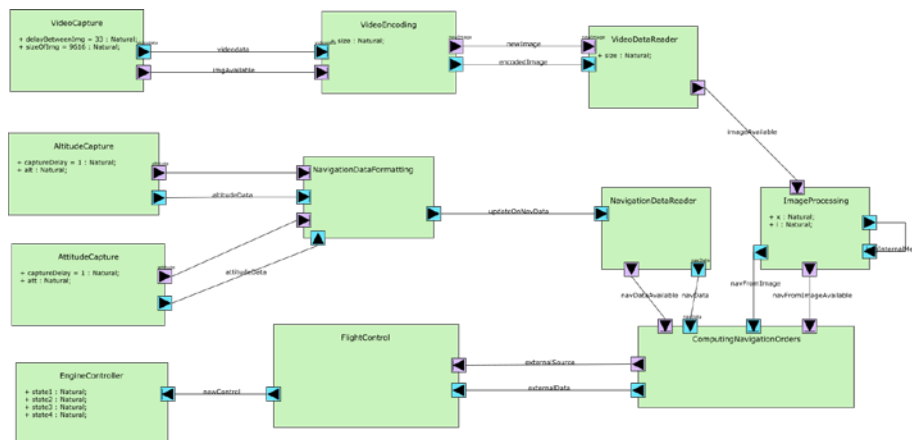 VideoCapture
+ delayBetweenImg = 33 : Natural;
+ sizeOfImg = 9616 : Natural;
videodata
imgAvailable
VideoEncoding
+ size : Natural;
newImage
encodedImage
VideoDataReader
+ size : Natural;
imageAvailable
AltitudeCapture
+ captureDelay = 1 : Natural;
+ alt : Natural;
altitudeData
NavigationDataFormatting
updateOnNavData
NavigationDataReader
ImageProcessing
+ x : Natural;
+ i : Natural;
AttitudeCapture
+ captureDelay = 1 : Natural;
+ att : Natural;
attitudeData
navDataAvailable
navData
navFromImage
navFromImageAvailable
FlightControl
externalSource
externalData
ComputingNavigationOrders
EngineController
+ state1 : Natural;
+ state2 : Natural;
+ state3 : Natural;
+ state4 : Natural;
newControl